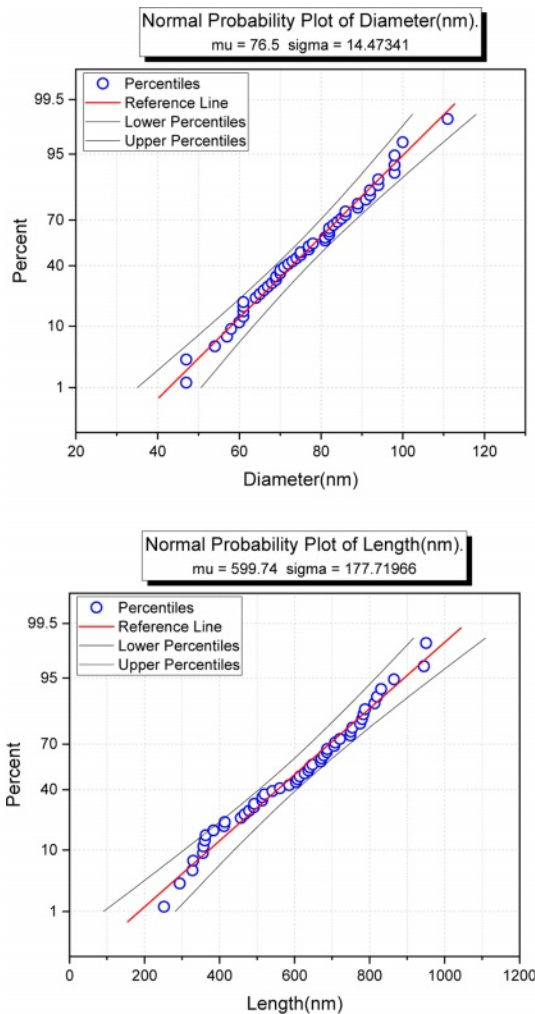 Normal Probability Plot of Diameter(nm).
mu = 76.5 sigma = 14.47341
Percentiles
Reference Line
Lower Percentiles
Upper Percentiles
99.5
95
70
40
10
1
Percent
20 40 60 80 100 120
Diameter(nm)
Normal Probability Plot of Length(nm).
mu = 599.74 sigma = 177.71966
Percentiles
Reference Line
Lower Percentiles
Upper Percentiles
99.5
95
70
40
10
1
Percent
0 200 400 600 800 1000 1200
Length(nm)